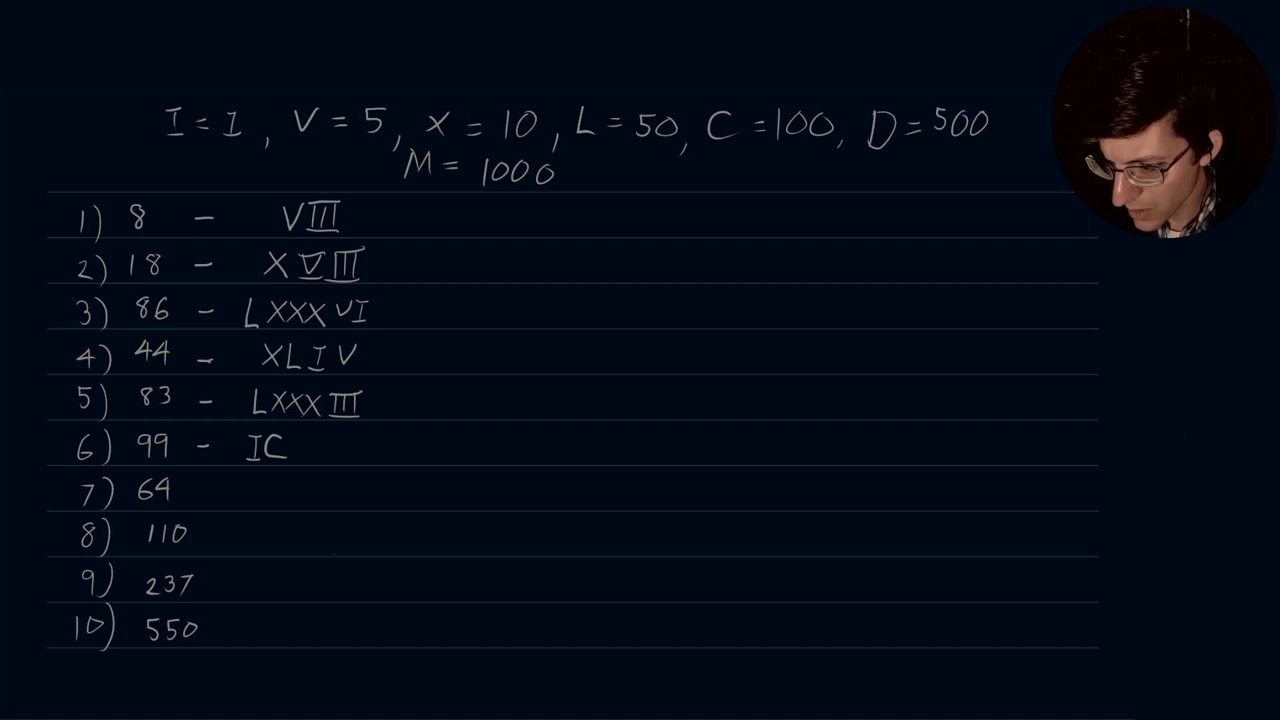 I = I , V = 5 , X = 10 , L = 50 , C = 100 , D = 500
M = 1000
1) 8 - VIII
2) 18 - XVIII
3) 86 - LXXXVI
4) 44 - XLIV
5) 83 - LXXXIII
6) 99 - IC
7) 64
8) 110
9) 237
10) 550